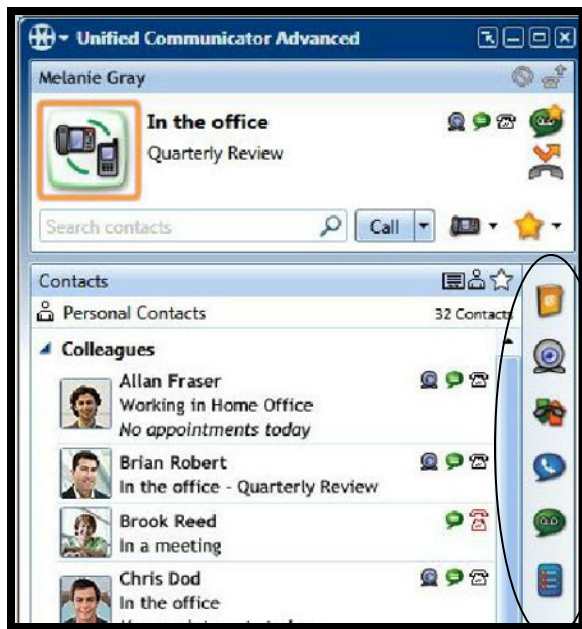 Unified Communicator Advanced
Melanie Gray
In the office
Quarterly Review
Search contacts
Call
Contacts
Personal Contacts 32 Contacts
Colleagues
Allan Fraser
Working in Home Office
No appointments today
Brian Robert
In the office - Quarterly Review
Brook Reed
In a meeting
Chris Dod
In the office